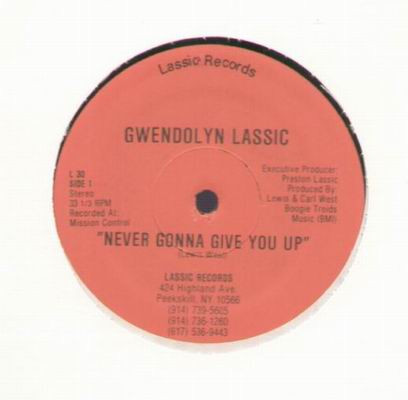 Lassic Records
GWENDOLYN LASSIC
L 30
SIDE 1
Stereo
33 1/3 RPM
Recorded At:
Mission Control
Executive Producer:
Preston Lassic
Produced By:
Lewis & Carl West
Boogie Troids
Music (BMI)
"NEVER GONNA GIVE YOU UP"
(Lewis West)
LASSIC RECORDS
424 Highland Ave.
Peekskill, NY 10566
(914) 739-5605
(914) 736-1260
(617) 536-9443